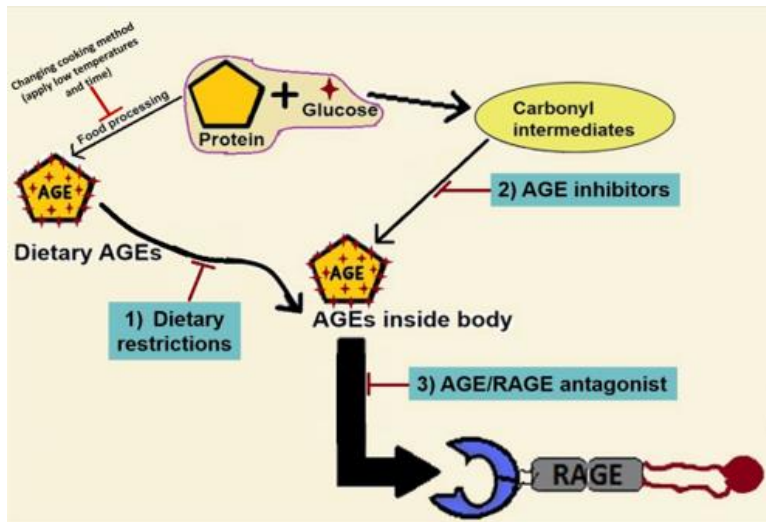 Changing cooking method
(apply low temperatures
and time)
Food processing
Protein
+
Glucose
Carbonyl
intermediates
AGE
Dietary AGEs
2) AGE inhibitors
AGE
AGEs inside body
1) Dietary
restrictions
3) AGE/RAGE antagonist
RAGE